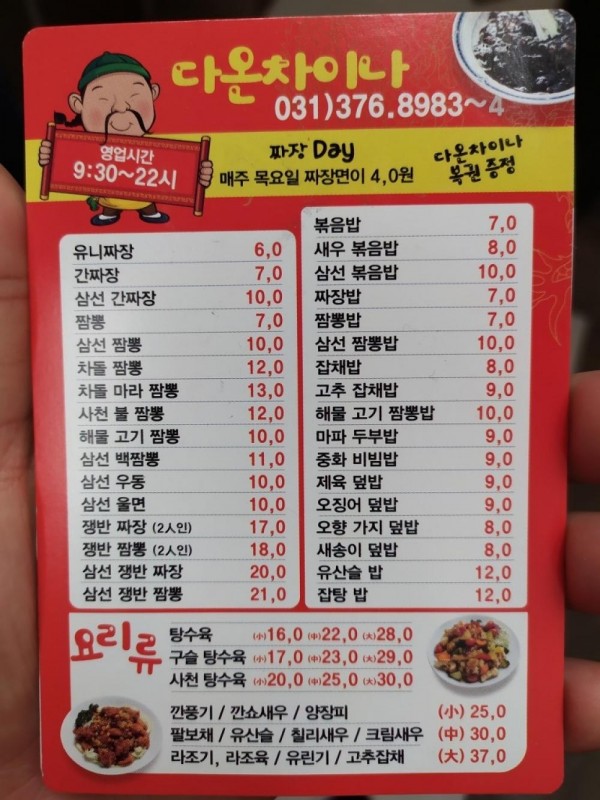 다온차이나
031)376.8983~4
영업시간
9:30~22시
짜장 Day
매주 목요일 짜장면이 4,0원
다온차이나
복권 증정
유니짜장 6,0
간짜장 7,0
삼선 간짜장 10,0
짬뽕 7,0
삼선 짬뽕 10,0
차돌 짬뽕 12,0
차돌 마라 짬뽕 13,0
사천 불 짬뽕 12,0
해물 고기 짬뽕 10,0
삼선 백짬뽕 11,0
삼선 우동 10,0
삼선 울면 10,0
쟁반 짜장 (2人인) 17,0
쟁반 짬뽕 (2人인) 18,0
삼선 쟁반 짜장 20,0
삼선 쟁반 짬뽕 21,0
볶음밥 7,0
새우 볶음밥 8,0
삼선 볶음밥 10,0
짜장밥 7,0
짬뽕밥 7,0
삼선 짬뽕밥 10,0
잡채밥 8,0
고추 잡채밥 9,0
해물 고기 짬뽕밥 10,0
마파 두부밥 9,0
중화 비빔밥 9,0
제육 덮밥 9,0
오징어 덮밥 9,0
오향 가지 덮밥 8,0
새송이 덮밥 8,0
유산슬 밥 12,0
잡탕 밥 12,0
요리류
탕수육 (小)16,0 (中)22,0 (大)28,0
구슬 탕수육 (小)17,0 (中)23,0 (大)29,0
사천 탕수육 (小)20,0 (中)25,0 (大)30,0
깐풍기 / 깐쇼새우 / 양장피 (小) 25,0
팔보채 / 유산슬 / 칠리새우 / 크림새우 (中) 30,0
라조기, 라조육 / 유린기 / 고추잡채 (大) 37,0